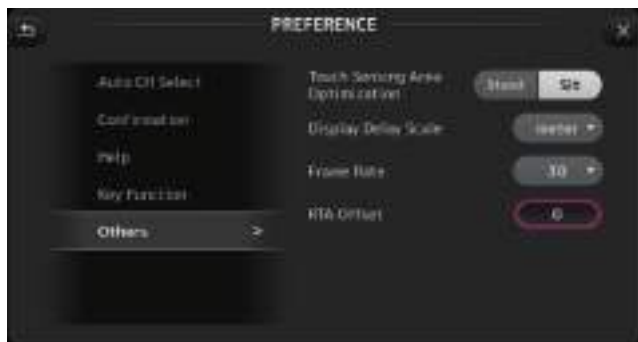 PREFERENCE
Auto CH Select
Touch Sensing Area
Optimization
Stand
Sit
Confirmation
Display Delay Scale
meter
Help
Frame Rate
30
Key Function
RTA Offset
0
Others >